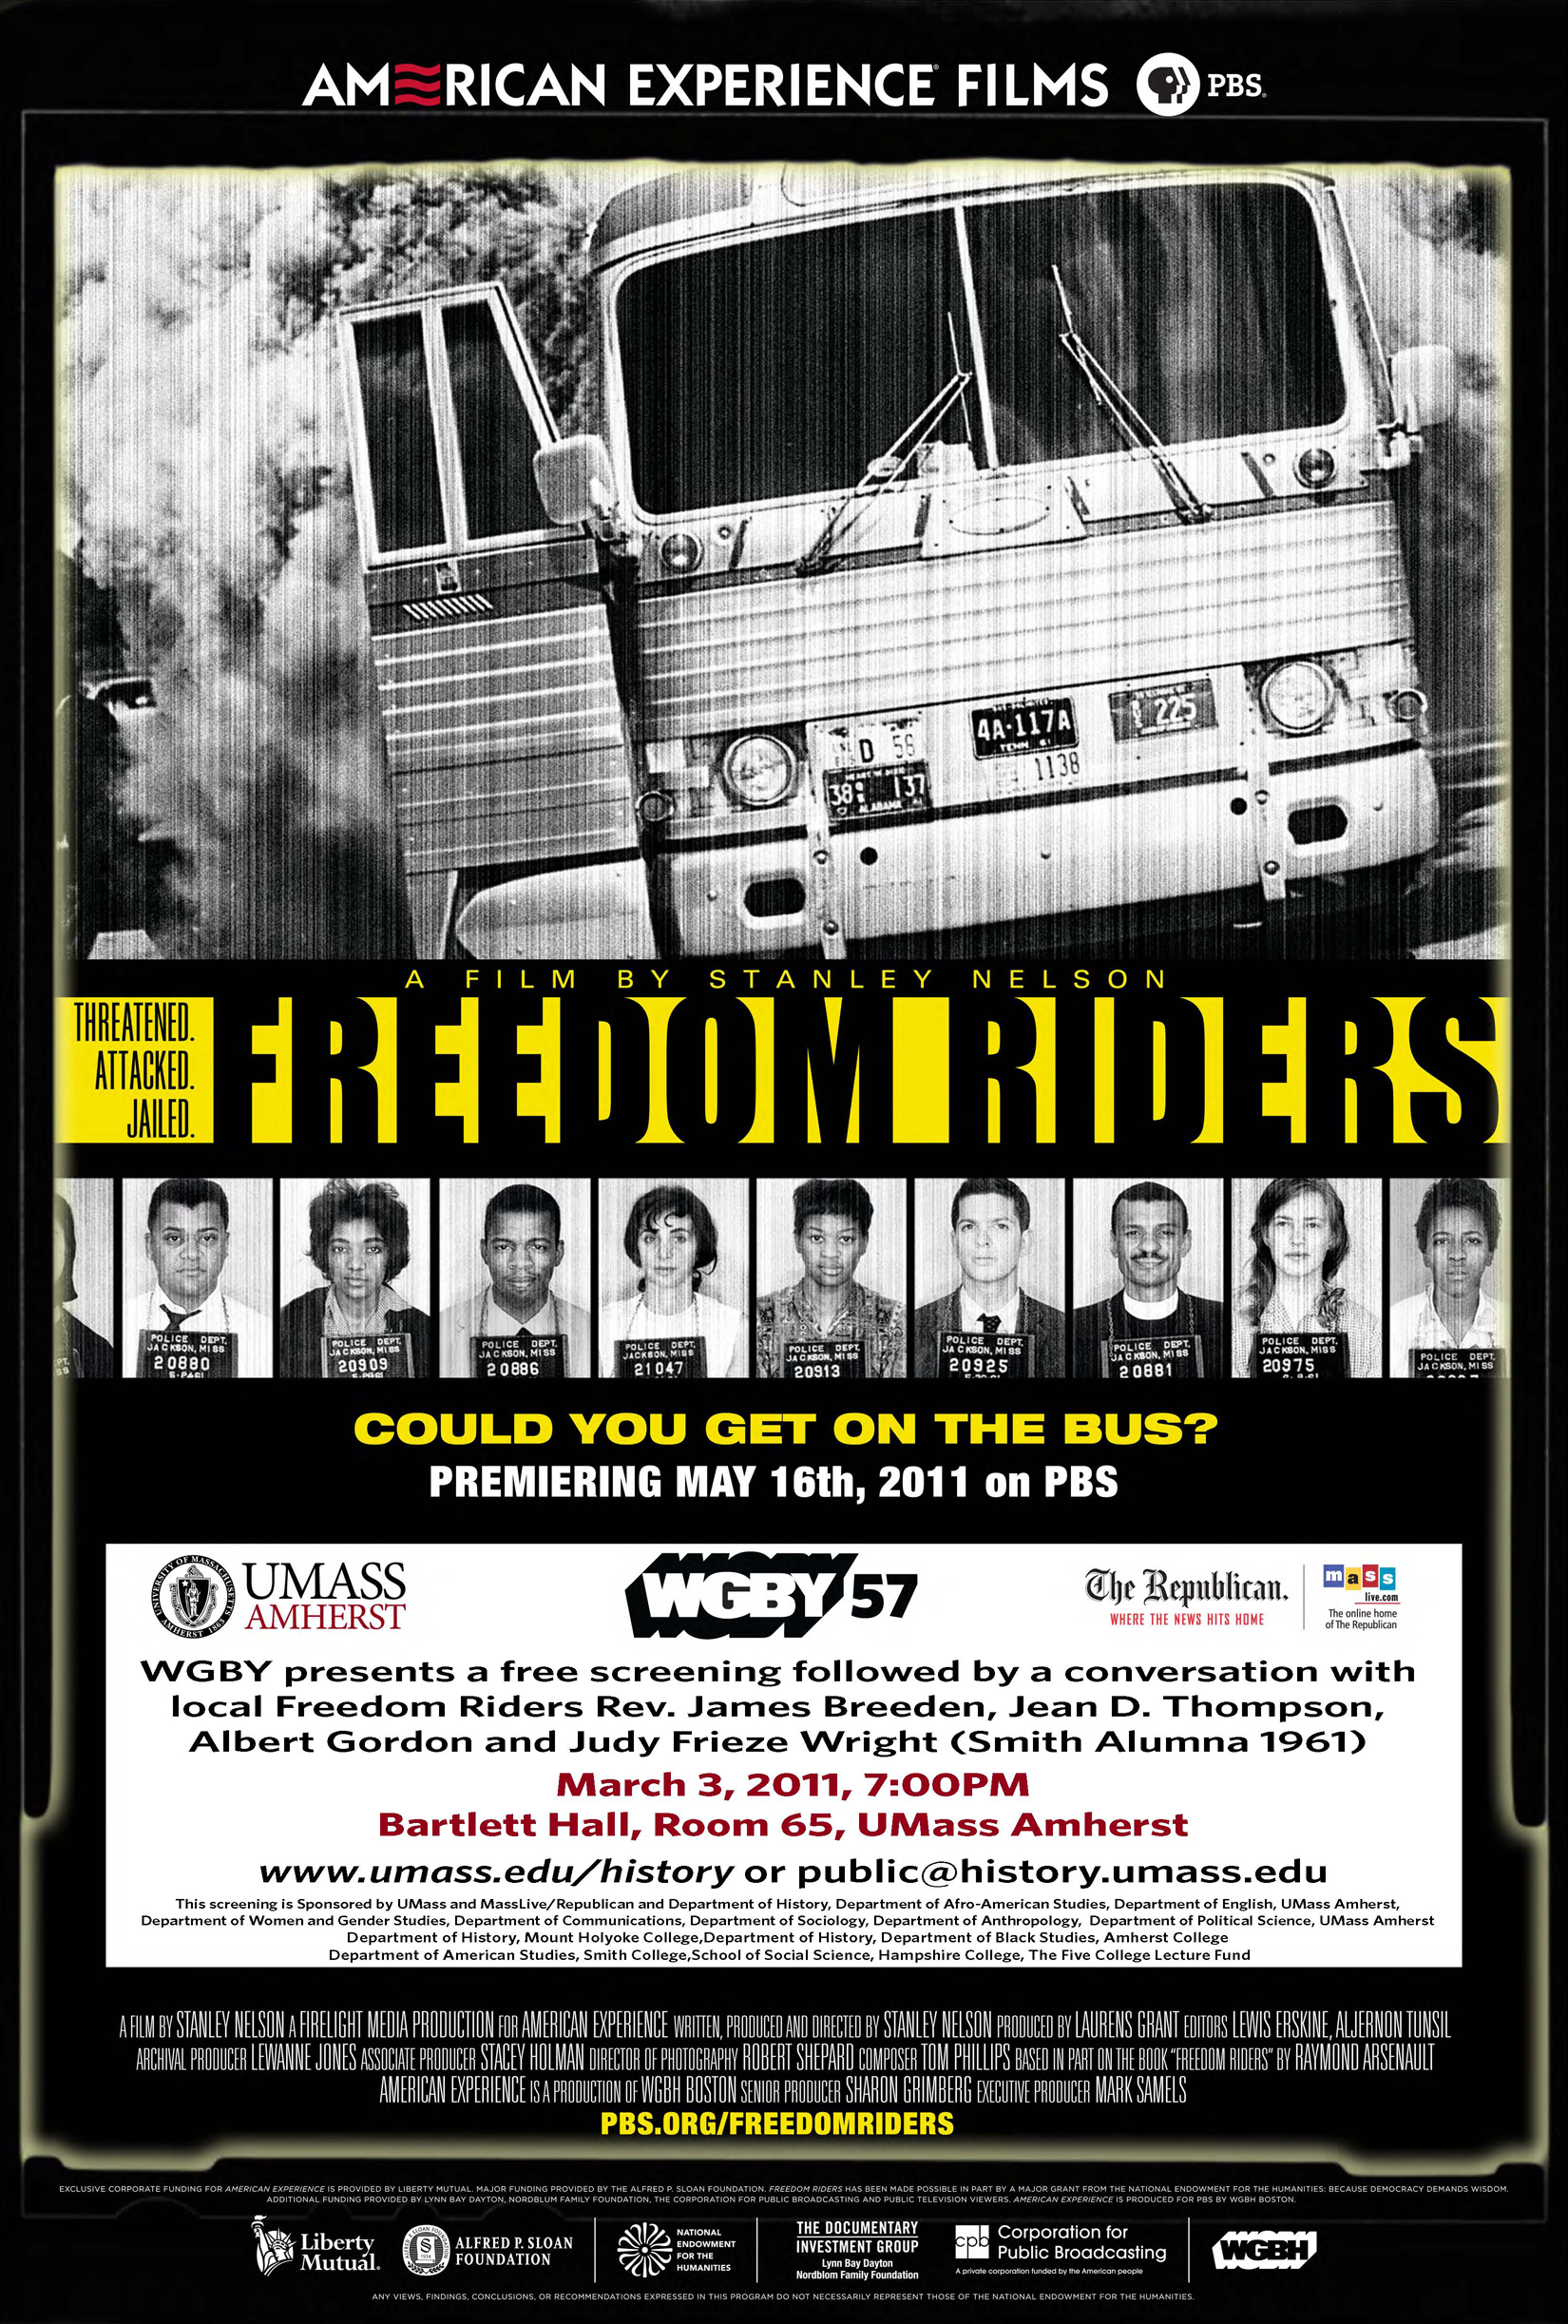 AMERICAN EXPERIENCE FILMS PBS
D 56
38 137
ALABAMA
4A·117A
TENN 61
1138
225
A FILM BY STANLEY NELSON
THREATENED.
ATTACKED.
JAILED.
FREEDOM RIDERS
POLICE DEPT.
JACKSON, MISS
20880
POLICE DEPT.
JACKSON, MISS
20909
POLICE DEPT.
JACKSON, MISS
20886
POLICE DEPT.
JACKSON, MISS
21047
POLICE DEPT.
JACKSON, MISS
20913
POLICE DEPT.
JACKSON, MISS
20925
POLICE DEPT.
JACKSON, MISS
20881
POLICE DEPT.
JACKSON, MISS
20975
POLICE DEPT.
JACKSON, MISS
COULD YOU GET ON THE BUS?
PREMIERING MAY 16th, 2011 on PBS
UNIVERSITY OF MASSACHUSETTS AMHERST 1863
UMASS
AMHERST
WGBY 57
The Republican.
WHERE THE NEWS HITS HOME
mass
live.com
The online home
of The Republican
WGBY presents a free screening followed by a conversation with
local Freedom Riders Rev. James Breeden, Jean D. Thompson,
Albert Gordon and Judy Frieze Wright (Smith Alumna 1961)
March 3, 2011, 7:00PM
Bartlett Hall, Room 65, UMass Amherst
www.umass.edu/history or public@history.umass.edu
This screening is Sponsored by UMass and MassLive/Republican and Department of History, Department of Afro-American Studies, Department of English, UMass Amherst,
Department of Women and Gender Studies, Department of Communications, Department of Sociology, Department of Anthropology, Department of Political Science, UMass Amherst
Department of History, Mount Holyoke College,Department of History, Department of Black Studies, Amherst College
Department of American Studies, Smith College,School of Social Science, Hampshire College, The Five College Lecture Fund
A FILM BY STANLEY NELSON A FIRELIGHT MEDIA PRODUCTION FOR AMERICAN EXPERIENCE WRITTEN, PRODUCED AND DIRECTED BY STANLEY NELSON PRODUCED BY LAURENS GRANT EDITORS LEWIS ERSKINE, ALJERNON TUNSIL
ARCHIVAL PRODUCER LEWANNE JONES ASSOCIATE PRODUCER STACEY HOLMAN DIRECTOR OF PHOTOGRAPHY ROBERT SHEPARD COMPOSER TOM PHILLIPS BASED IN PART ON THE BOOK "FREEDOM RIDERS" BY RAYMOND ARSENAULT
AMERICAN EXPERIENCE IS A PRODUCTION OF WGBH BOSTON SENIOR PRODUCER SHARON GRIMBERG EXECUTIVE PRODUCER MARK SAMELS
PBS.ORG/FREEDOMRIDERS
EXCLUSIVE CORPORATE FUNDING FOR AMERICAN EXPERIENCE IS PROVIDED BY LIBERTY MUTUAL. MAJOR FUNDING PROVIDED BY THE ALFRED P. SLOAN FOUNDATION. FREEDOM RIDERS HAS BEEN MADE POSSIBLE IN PART BY A MAJOR GRANT FROM THE NATIONAL ENDOWMENT FOR THE HUMANITIES: BECAUSE DEMOCRACY DEMANDS WISDOM.
ADDITIONAL FUNDING PROVIDED BY LYNN BAY DAYTON, NORDBLUM FAMILY FOUNDATION, THE CORPORATION FOR PUBLIC BROADCASTING AND PUBLIC TELEVISION VIEWERS. AMERICAN EXPERIENCE IS PRODUCED FOR PBS BY WGBH BOSTON.
Liberty
Mutual.
ALFRED P. SLOAN
FOUNDATION
NATIONAL
ENDOWMENT
FOR THE
HUMANITIES
THE DOCUMENTARY
INVESTMENT GROUP
Lynn Bay Dayton
Nordblom Family Foundation
cpb
Corporation for
Public Broadcasting
A private corporation funded by the American people
WGBH
ANY VIEWS, FINDINGS, CONCLUSIONS, OR RECOMMENDATIONS EXPRESSED IN THIS PROGRAM DO NOT NECESSARILY REPRESENT THOSE OF THE NATIONAL ENDOWMENT FOR THE HUMANITIES.